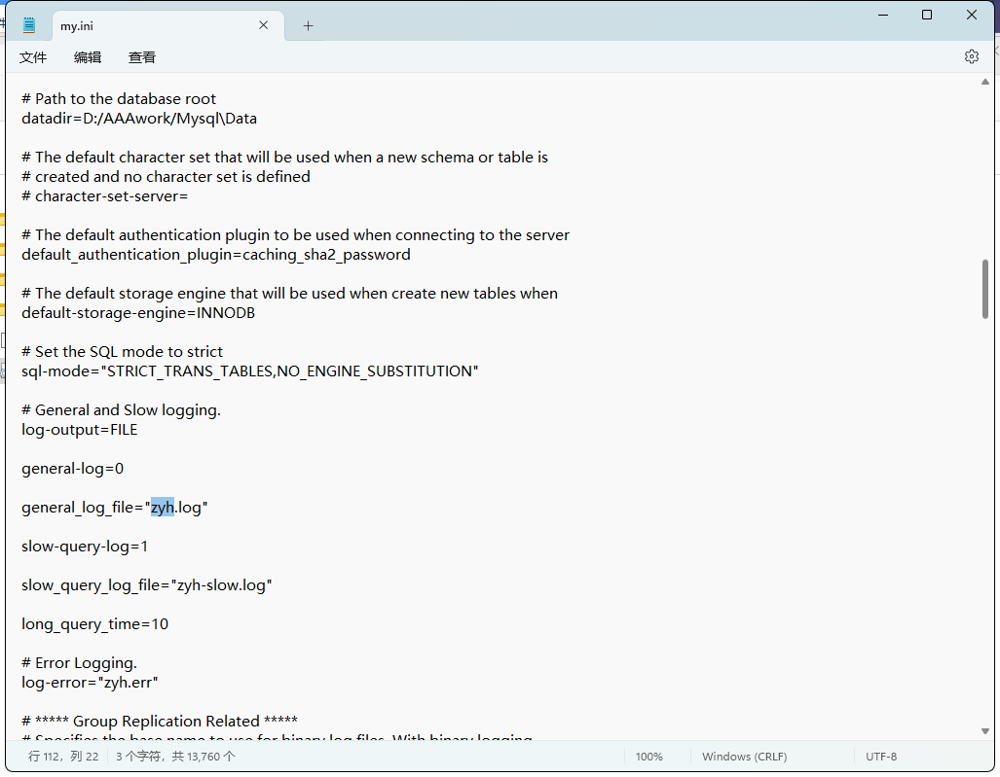 my.ini
文件 编辑 查看
# Path to the database root
datadir=D:/AAAwork/Mysql\Data
# The default character set that will be used when a new schema or table is
# created and no character set is defined
# character-set-server=
# The default authentication plugin to be used when connecting to the server
default_authentication_plugin=caching_sha2_password
# The default storage engine that will be used when create new tables when
default-storage-engine=INNODB
# Set the SQL mode to strict
sql-mode="STRICT_TRANS_TABLES,NO_ENGINE_SUBSTITUTION"
# General and Slow logging.
log-output=FILE
general-log=0
general_log_file="zyh.log"
slow-query-log=1
slow_query_log_file="zyh-slow.log"
long_query_time=10
# Error Logging.
log-error="zyh.err"
# ***** Group Replication Related *****
# Specifies the base name to use for binary log files. With binary logging
行 112，列 22 3 个字符，共 13,760 个 100% Windows (CRLF) UTF-8